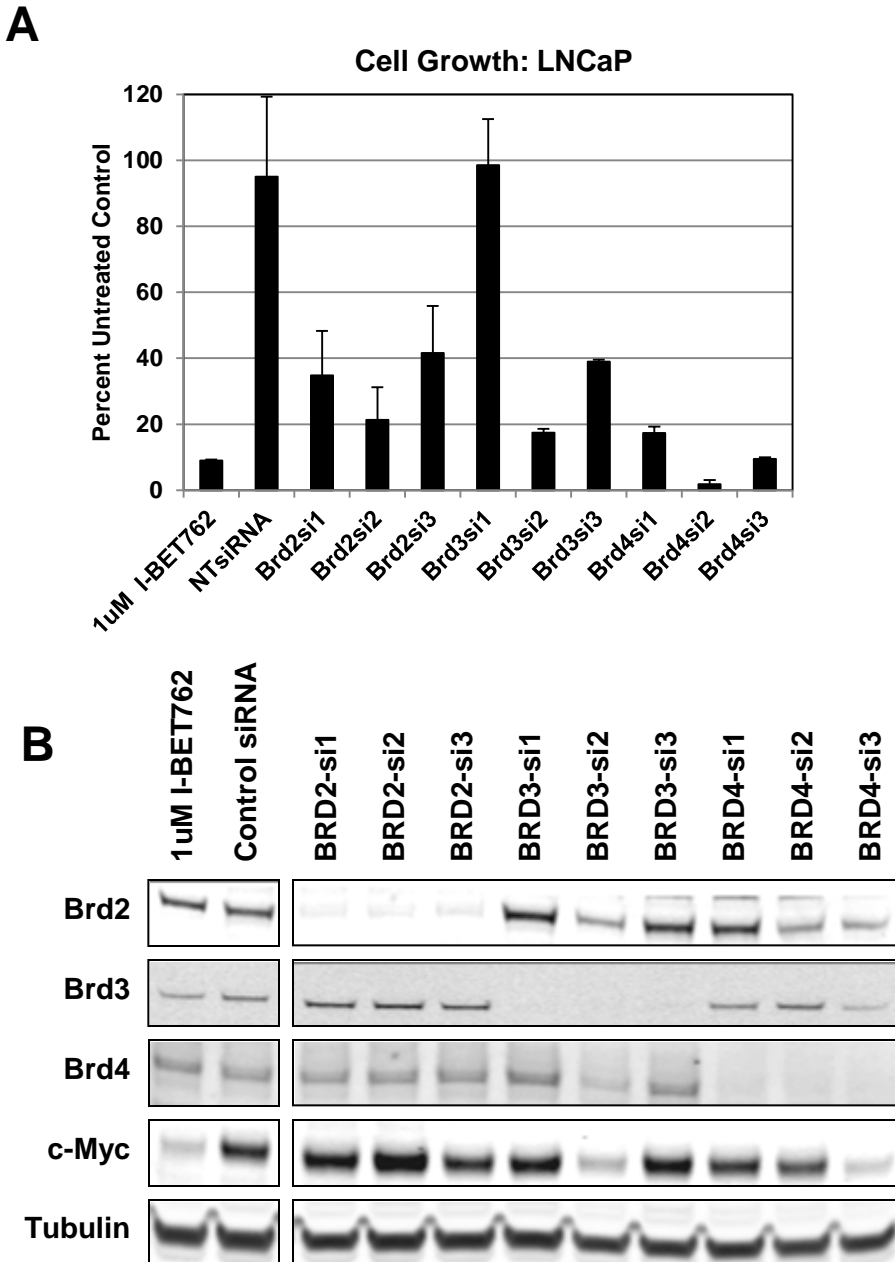 A
Cell Growth: LNCaP
Percent Untreated Control
120
100
80
60
40
20
0
1uM I-BET762
NTsiRNA
Brd2si1
Brd2si2
Brd2si3
Brd3si1
Brd3si2
Brd3si3
Brd4si1
Brd4si2
Brd4si3
B
1uM I-BET762
Control siRNA
BRD2-si1
BRD2-si2
BRD2-si3
BRD3-si1
BRD3-si2
BRD3-si3
BRD4-si1
BRD4-si2
BRD4-si3
Brd2
Brd3
Brd4
c-Myc
Tubulin